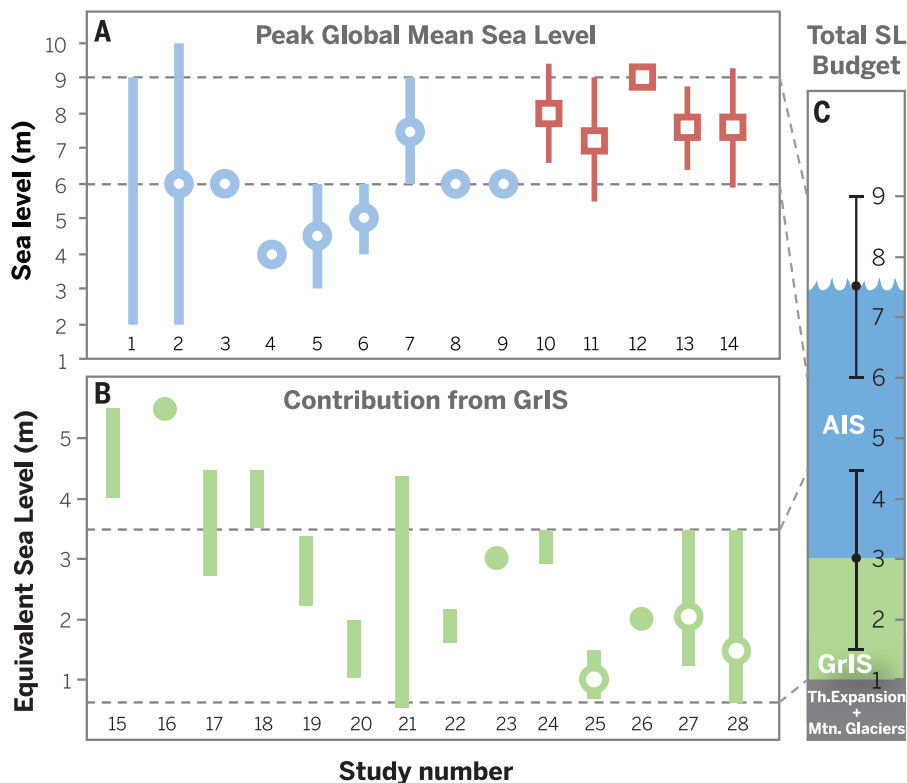 A
Peak Global Mean Sea Level
Sea level (m)
10
9
8
7
6
5
4
3
2
1
1 2 3 4 5 6 7 8 9 10 11 12 13 14
B
Contribution from GrIS
Equivalent Sea Level (m)
5
4
3
2
1
15 16 17 18 19 20 21 22 23 24 25 26 27 28
Study number
Total SL
Budget
C
9
8
7
6
AIS
5
4
3
2
GrIS
1
Th.Expansion
+
Mtn. Glaciers